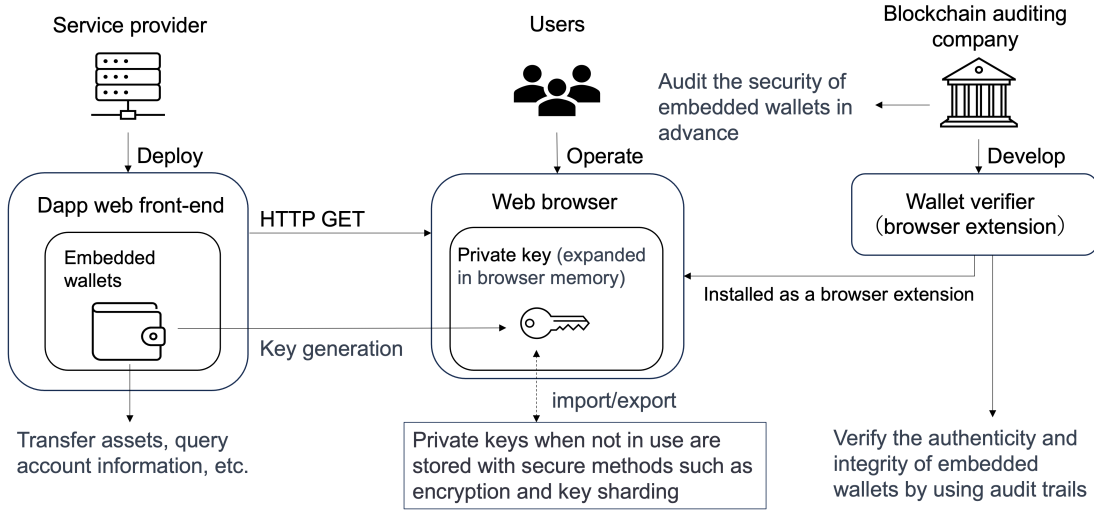 Service provider
Users
Blockchain auditing
company
Audit the security of
embedded wallets in
advance
Deploy
Operate
Develop
Dapp web front-end
Embedded
wallets
HTTP GET
Web browser
Private key (expanded
in browser memory)
Wallet verifier
（browser extension）
Installed as a browser extension
Key generation
import/export
Transfer assets, query
account information, etc.
Private keys when not in use are
stored with secure methods such as
encryption and key sharding
Verify the authenticity and
integrity of embedded
wallets by using audit trails